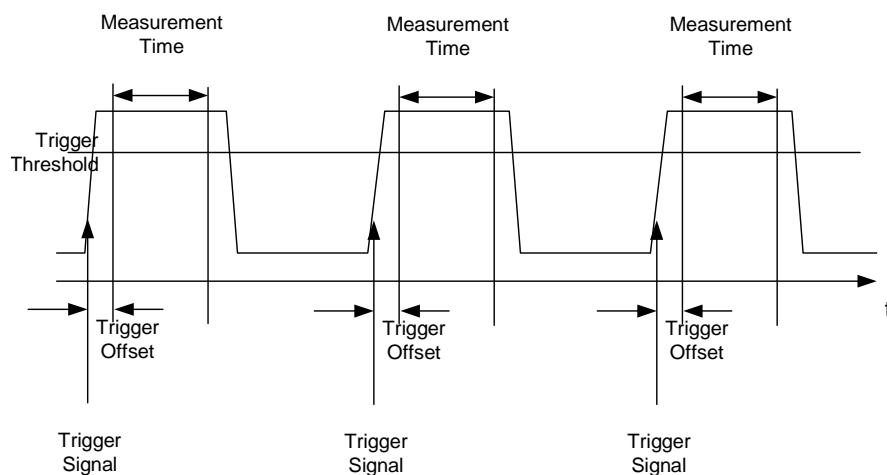 Measurement
Time
Measurement
Time
Measurement
Time
Trigger
Threshold
t
Trigger
Offset
Trigger
Offset
Trigger
Offset
Trigger
Signal
Trigger
Signal
Trigger
Signal